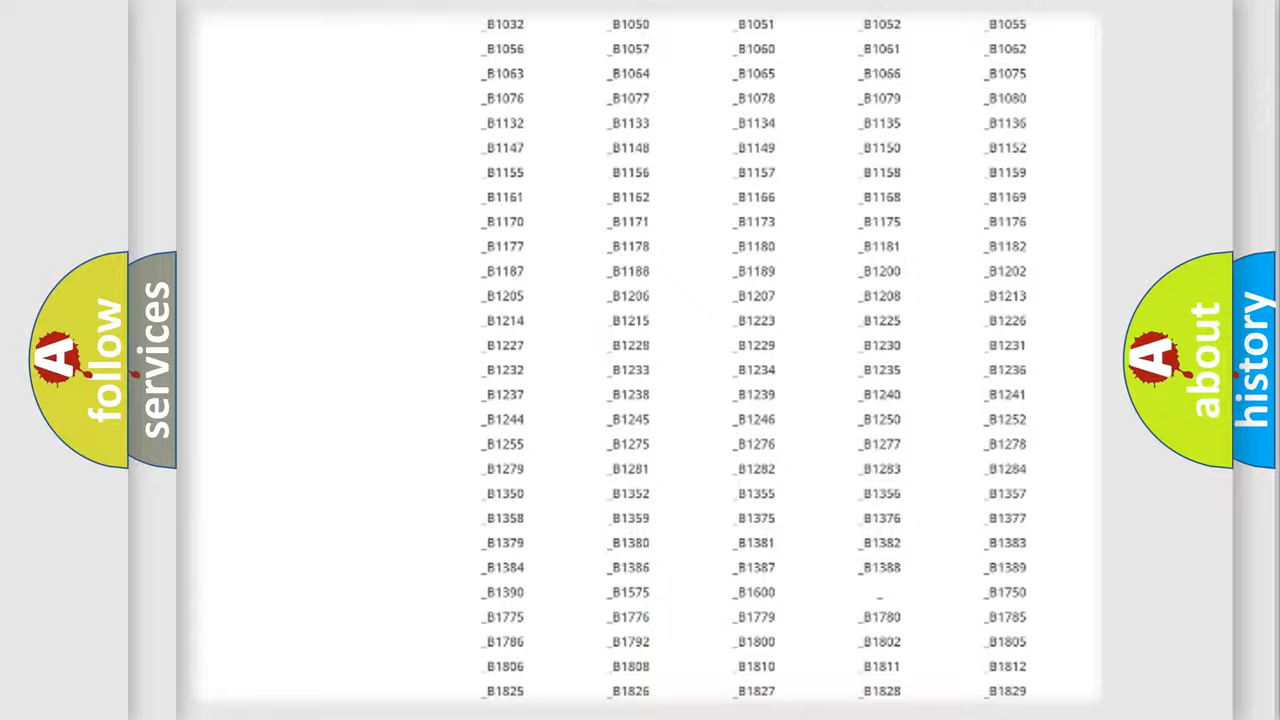 _B1032 _B1050 _B1051 _B1052 _B1055
_B1056 _B1057 _B1060 _B1061 _B1062
_B1063 _B1064 _B1065 _B1066 _B1075
_B1076 _B1077 _B1078 _B1079 _B1080
_B1132 _B1133 _B1134 _B1135 _B1136
_B1147 _B1148 _B1149 _B1150 _B1152
_B1155 _B1156 _B1157 _B1158 _B1159
_B1161 _B1162 _B1166 _B1168 _B1169
_B1170 _B1171 _B1173 _B1175 _B1176
_B1177 _B1178 _B1180 _B1181 _B1182
_B1187 _B1188 _B1189 _B1200 _B1202
_B1205 _B1206 _B1207 _B1208 _B1213
_B1214 _B1215 _B1223 _B1225 _B1226
_B1227 _B1228 _B1229 _B1230 _B1231
_B1232 _B1233 _B1234 _B1235 _B1236
_B1237 _B1238 _B1239 _B1240 _B1241
_B1244 _B1245 _B1246 _B1250 _B1252
_B1255 _B1275 _B1276 _B1277 _B1278
_B1279 _B1281 _B1282 _B1283 _B1284
_B1350 _B1352 _B1355 _B1356 _B1357
_B1358 _B1359 _B1375 _B1376 _B1377
_B1379 _B1380 _B1381 _B1382 _B1383
_B1384 _B1386 _B1387 _B1388 _B1389
_B1390 _B1575 _B1600 _ _B1750
_B1775 _B1776 _B1779 _B1780 _B1785
_B1786 _B1792 _B1800 _B1802 _B1805
_B1806 _B1808 _B1810 _B1811 _B1812
_B1825 _B1826 _B1827 _B1828 _B1829
A follow
services
A about
history